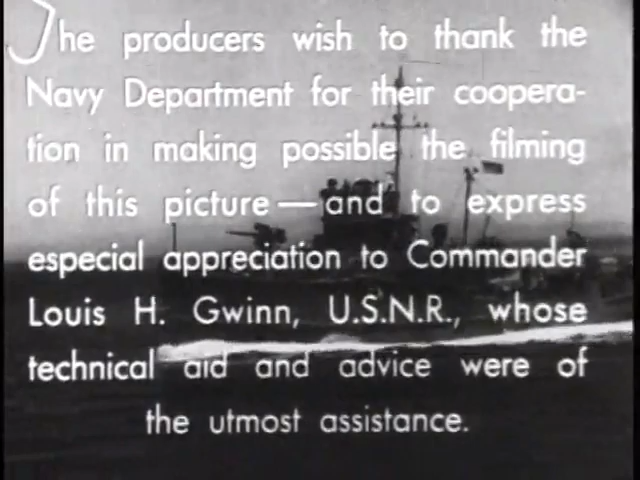 The producers wish to thank the
Navy Department for their coopera-
tion in making possible the filming
of this picture — and to express
especial appreciation to Commander
Louis H. Gwinn, U.S.N.R., whose
technical aid and advice were of
the utmost assistance.